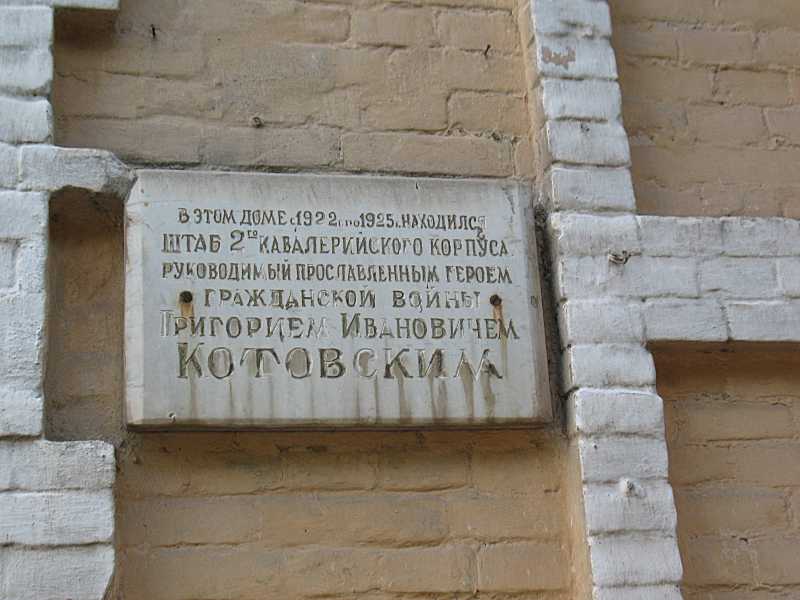 В ЭТОМ ДОМЕ с 1922 г. по 1925 г. НАХОДИЛСЯ
ШТАБ 2го КАВАЛЕРИЙСКОГО КОРПУСА
РУКОВОДИМЫЙ ПРОСЛАВЛЕННЫМ ГЕРОЕМ
ГРАЖДАНСКОЙ ВОЙНЫ
ГРИГОРИЕМ ИВАНОВИЧЕМ
КОТОВСКИМ